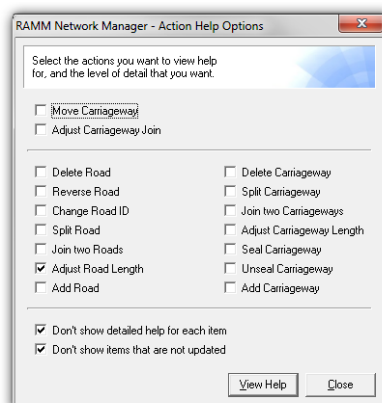 RAMM Network Manager - Action Help Options
Select the actions you want to view help
for, and the level of detail that you want.
Move Carriageway
Adjust Carriageway Join
Delete Road
Reverse Road
Change Road ID
Split Road
Join two Roads
Adjust Road Length
Add Road
Delete Carriageway
Split Carriageway
Join two Carriageways
Adjust Carriageway Length
Seal Carriageway
Unseal Carriageway
Add Carriageway
Don't show detailed help for each item
Don't show items that are not updated
View Help
Close